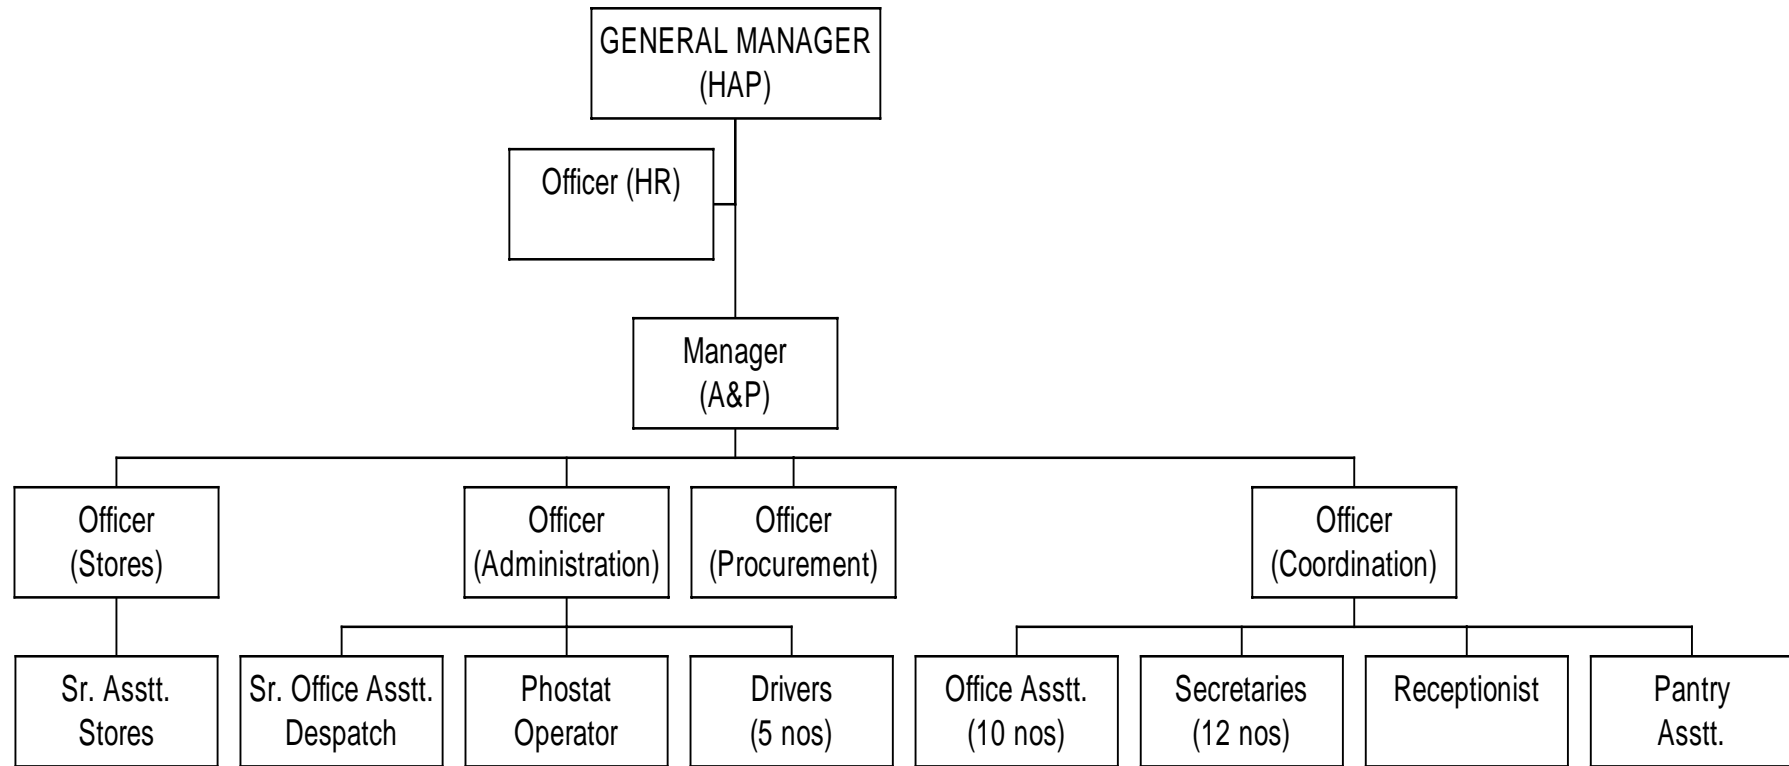 GENERAL MANAGER
(HAP)
Officer (HR)
Manager
(A&P)
Officer
(Stores)
Officer
(Administration)
Officer
(Procurement)
Officer
(Coordination)
Sr. Asstt.
Stores
Sr. Office Asstt.
Despatch
Phostat
Operator
Drivers
(5 nos)
Office Asstt.
(10 nos)
Secretaries
(12 nos)
Receptionist
Pantry
Asstt.